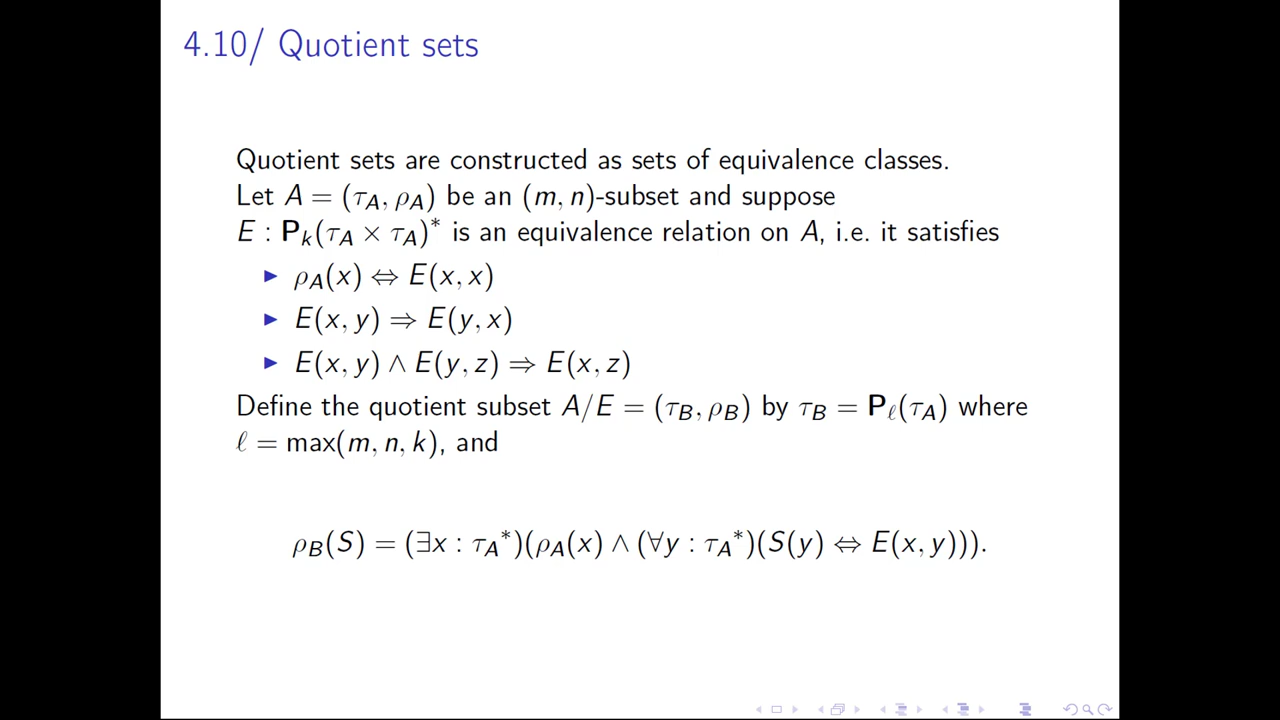 4.10/ Quotient sets
Quotient sets are constructed as sets of equivalence classes.
Let A = (τ_A, ρ_A) be an (m, n)-subset and suppose
E : P_k(τ_A × τ_A)* is an equivalence relation on A, i.e. it satisfies
▶ ρ_A(x) ⇔ E(x, x)
▶ E(x, y) ⇒ E(y, x)
▶ E(x, y) ∧ E(y, z) ⇒ E(x, z)
Define the quotient subset A/E = (τ_B, ρ_B) by τ_B = P_ℓ(τ_A) where
ℓ = max(m, n, k), and
ρ_B(S) = (∃x : τ_A*)(ρ_A(x) ∧ (∀y : τ_A*)(S(y) ⇔ E(x, y))).